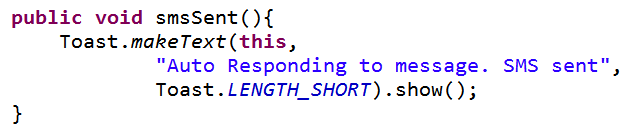 public void smsSent(){
    Toast.makeText(this,
            "Auto Responding to message. SMS sent",
            Toast.LENGTH_SHORT).show();
}